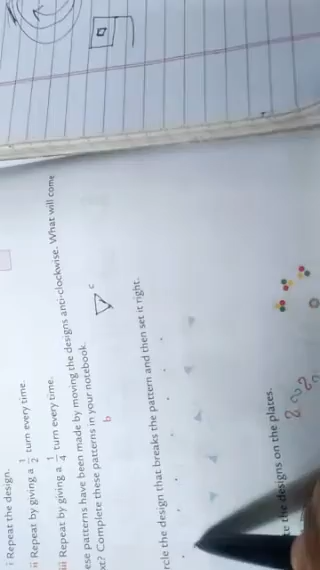 i Repeat the design.
ii Repeat by giving a 1/2 turn every time.
iii Repeat by giving a 1/4 turn every time.
ese patterns have been made by moving the designs anti-clockwise. What will come
xt? Complete these patterns in your notebook.
b
c
rcle the design that breaks the pattern and then set it right.
the designs on the plates.